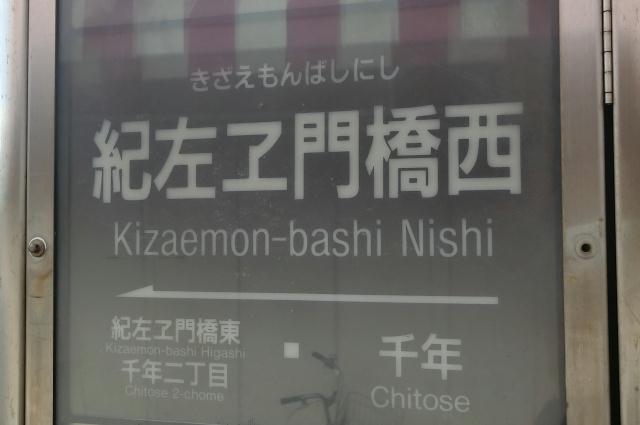 きざえもんばしにし
紀左ヱ門橋西
Kizaemon-bashi Nishi
紀左ヱ門橋東
Kizaemon-bashi Higashi
千年二丁目
Chitose 2-chome
千年
Chitose